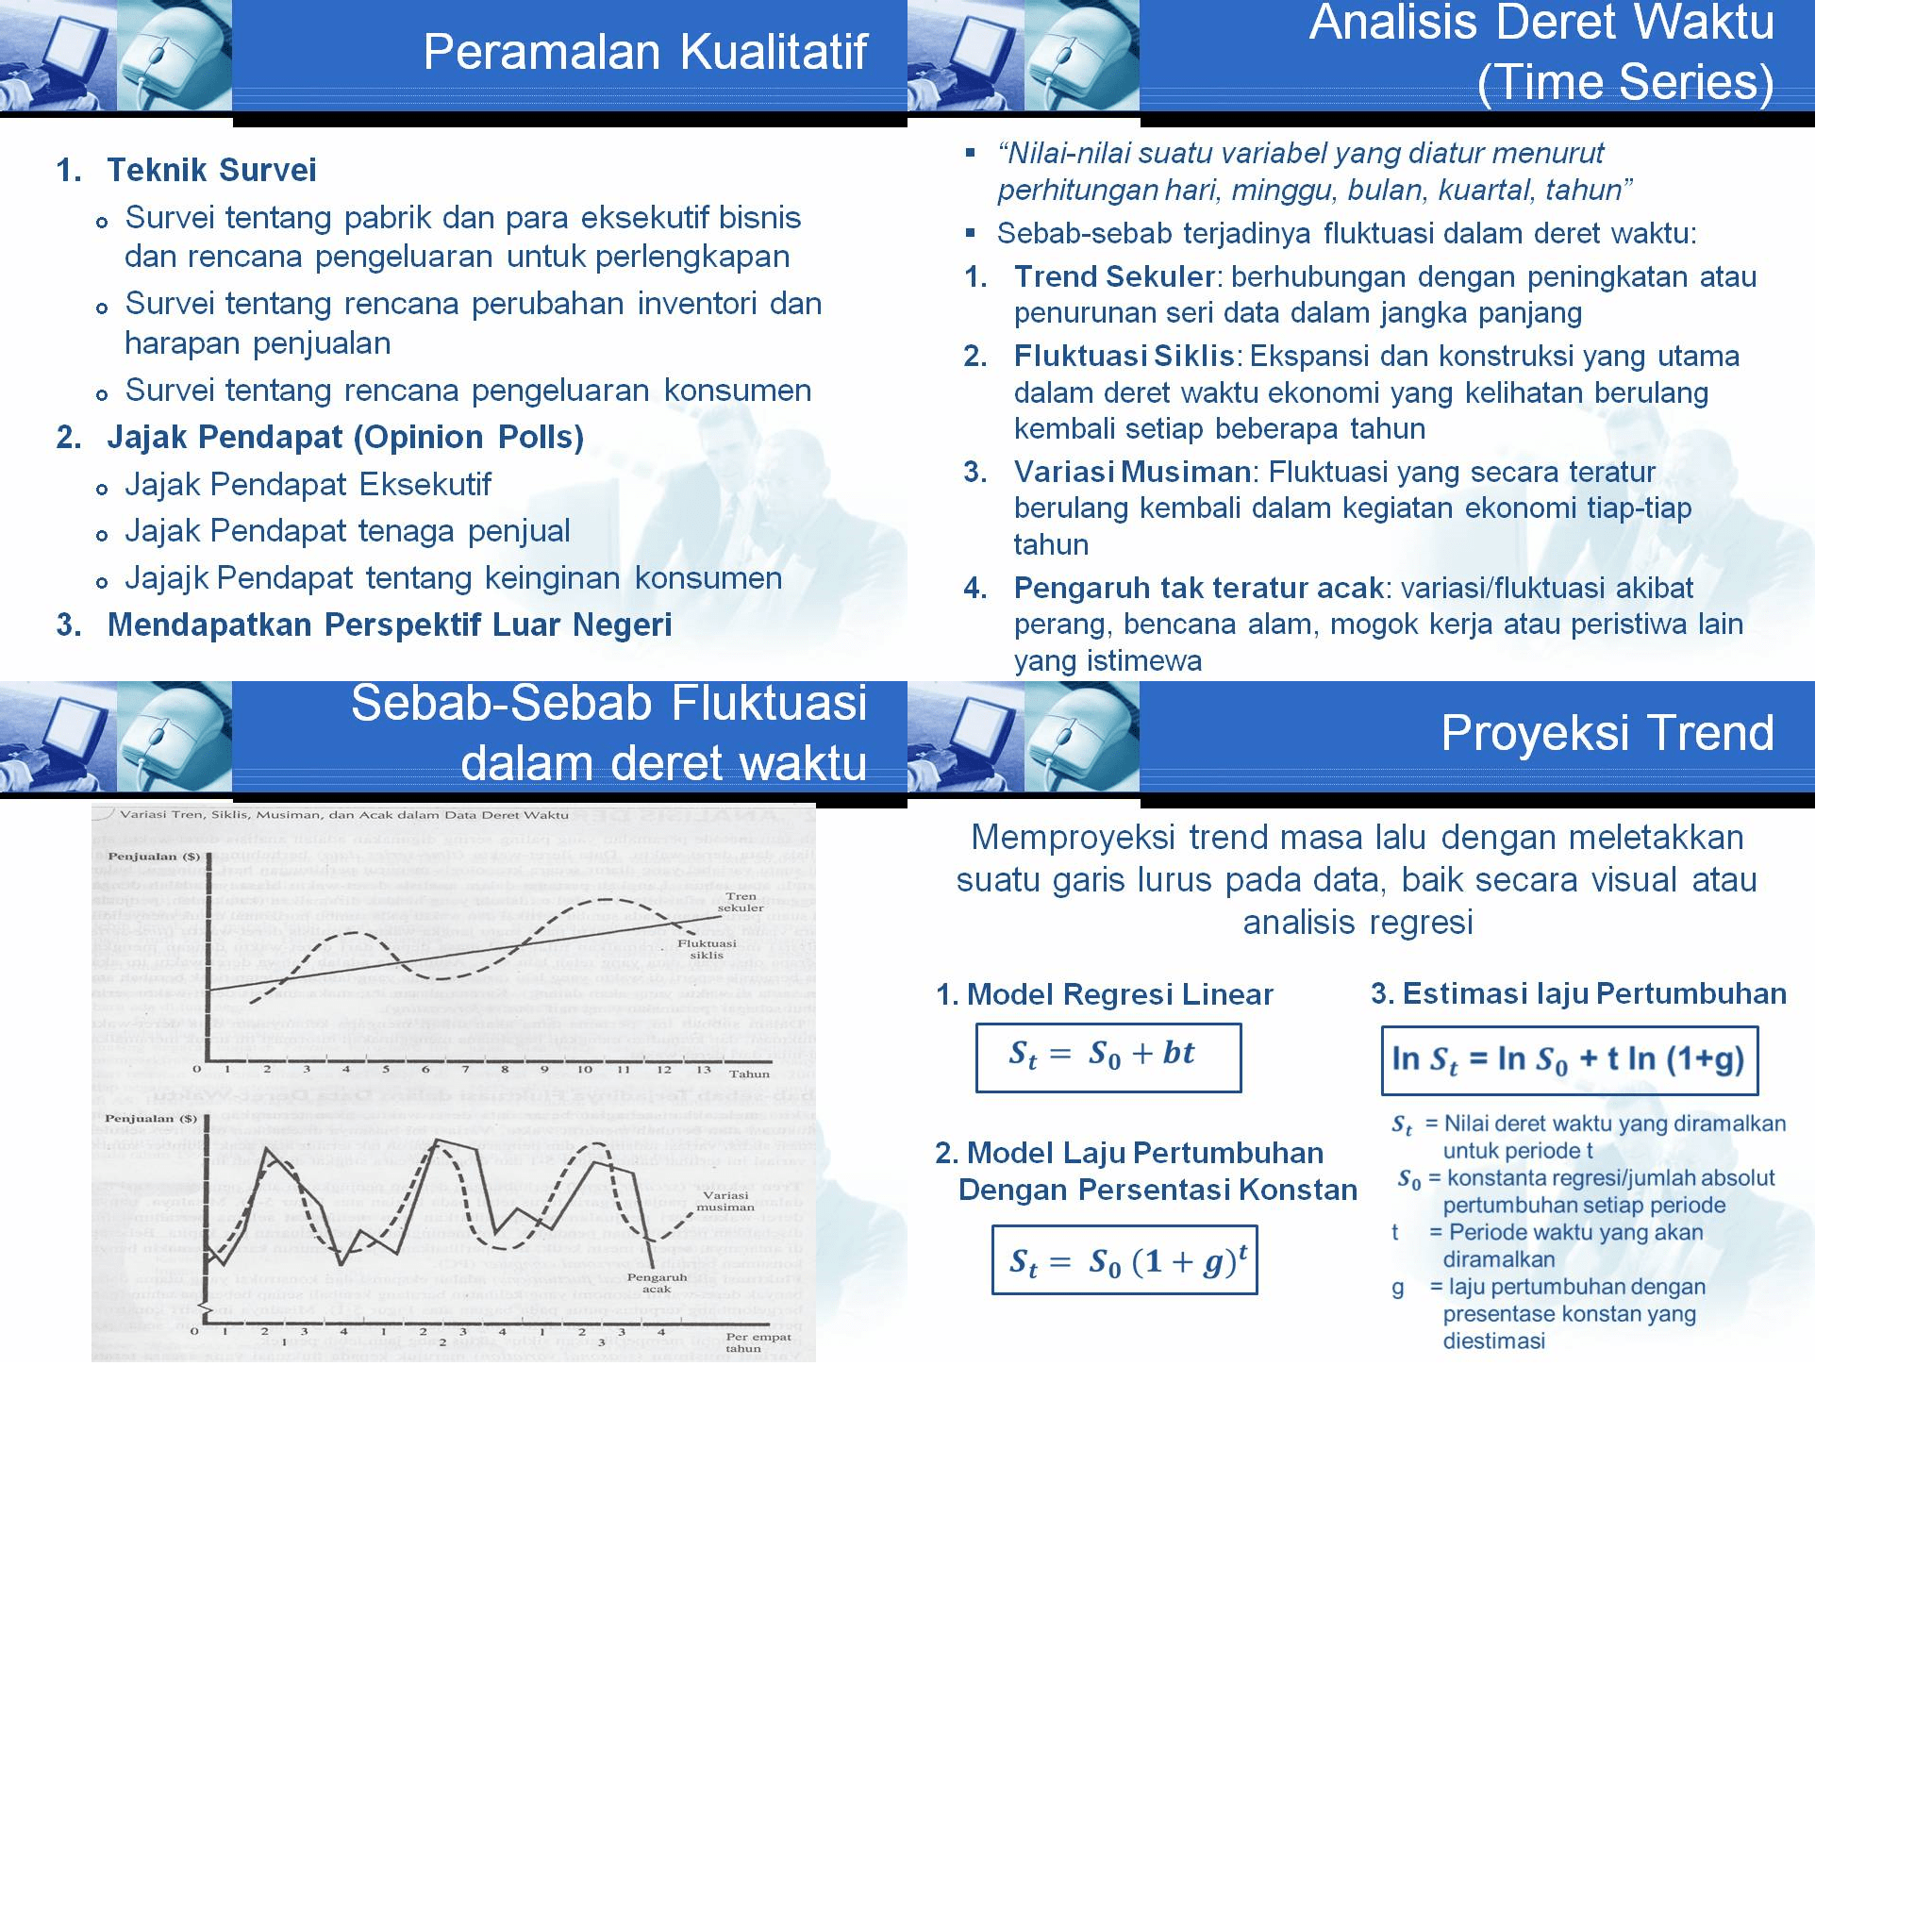 Peramalan Kualitatif
1. Teknik Survei
Survei tentang pabrik dan para eksekutif bisnis
dan rencana pengeluaran untuk perlengkapan
Survei tentang rencana perubahan inventori dan
harapan penjualan
Survei tentang rencana pengeluaran konsumen
2. Jajak Pendapat (Opinion Polls)
Jajak Pendapat Eksekutif
Jajak Pendapat tenaga penjual
Jajajk Pendapat tentang keinginan konsumen
3. Mendapatkan Perspektif Luar Negeri
Analisis Deret Waktu
(Time Series)
“Nilai-nilai suatu variabel yang diatur menurut
perhitungan hari, minggu, bulan, kuartal, tahun”
Sebab-sebab terjadinya fluktuasi dalam deret waktu:
1. Trend Sekuler: berhubungan dengan peningkatan atau
penurunan seri data dalam jangka panjang
2. Fluktuasi Siklis: Ekspansi dan konstruksi yang utama
dalam deret waktu ekonomi yang kelihatan berulang
kembali setiap beberapa tahun
3. Variasi Musiman: Fluktuasi yang secara teratur
berulang kembali dalam kegiatan ekonomi tiap-tiap
tahun
4. Pengaruh tak teratur acak: variasi/fluktuasi akibat
perang, bencana alam, mogok kerja atau peristiwa lain
yang istimewa
Sebab-Sebab Fluktuasi
dalam deret waktu
Variasi Tren, Siklis, Musiman, dan Acak dalam Data Deret Waktu
Penjualan ($)
Tren
sekuler
Fluktuasi
siklis
0 1 2 3 4 5 6 7 8 9 10 11 12 13 Tahun
Penjualan ($)
Variasi
musiman
Pengaruh
acak
0 1 2 3 4 1 2 3 4 1 2 3 4
1 2 3
Per empat
tahun
Proyeksi Trend
Memproyeksi trend masa lalu dengan meletakkan
suatu garis lurus pada data, baik secara visual atau
analisis regresi
1. Model Regresi Linear
Sₜ = S₀ + bt
2. Model Laju Pertumbuhan
Dengan Persentasi Konstan
Sₜ = S₀ (1 + g)ᵗ
3. Estimasi laju Pertumbuhan
ln Sₜ = ln S₀ + t ln (1+g)
Sₜ = Nilai deret waktu yang diramalkan
untuk periode t
S₀ = konstanta regresi/jumlah absolut
pertumbuhan setiap periode
t = Periode waktu yang akan
diramalkan
g = laju pertumbuhan dengan
presentase konstan yang
diestimasi